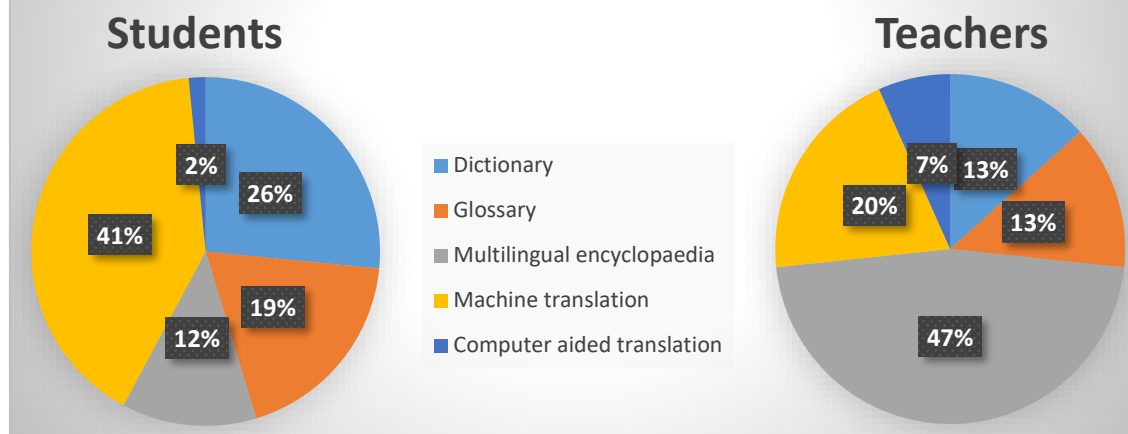 Students
Teachers
2%
26%
41%
19%
12%
Dictionary
Glossary
Multilingual encyclopaedia
Machine translation
Computer aided translation
7%
13%
20%
13%
47%